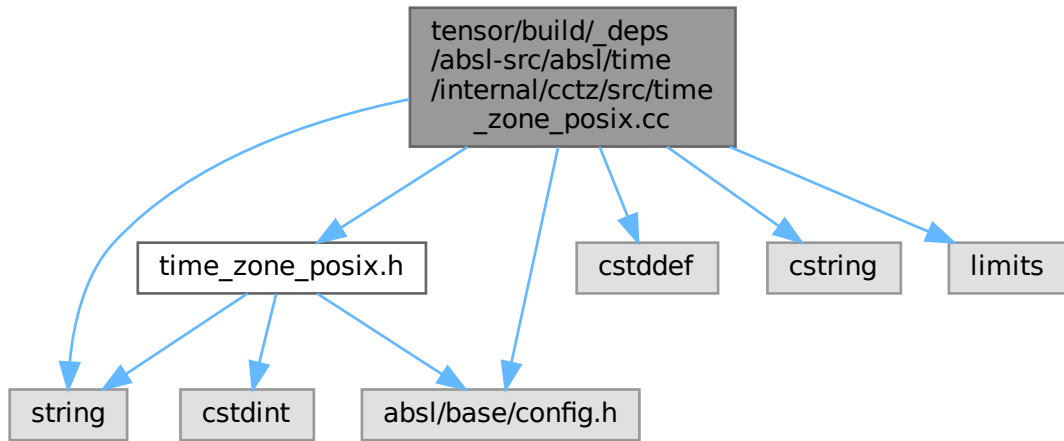 tensor/build/_deps
/absl-src/absl/time
/internal/cctz/src/time
_zone_posix.cc
time_zone_posix.h
cstddef
cstring
limits
string
cstdint
absl/base/config.h